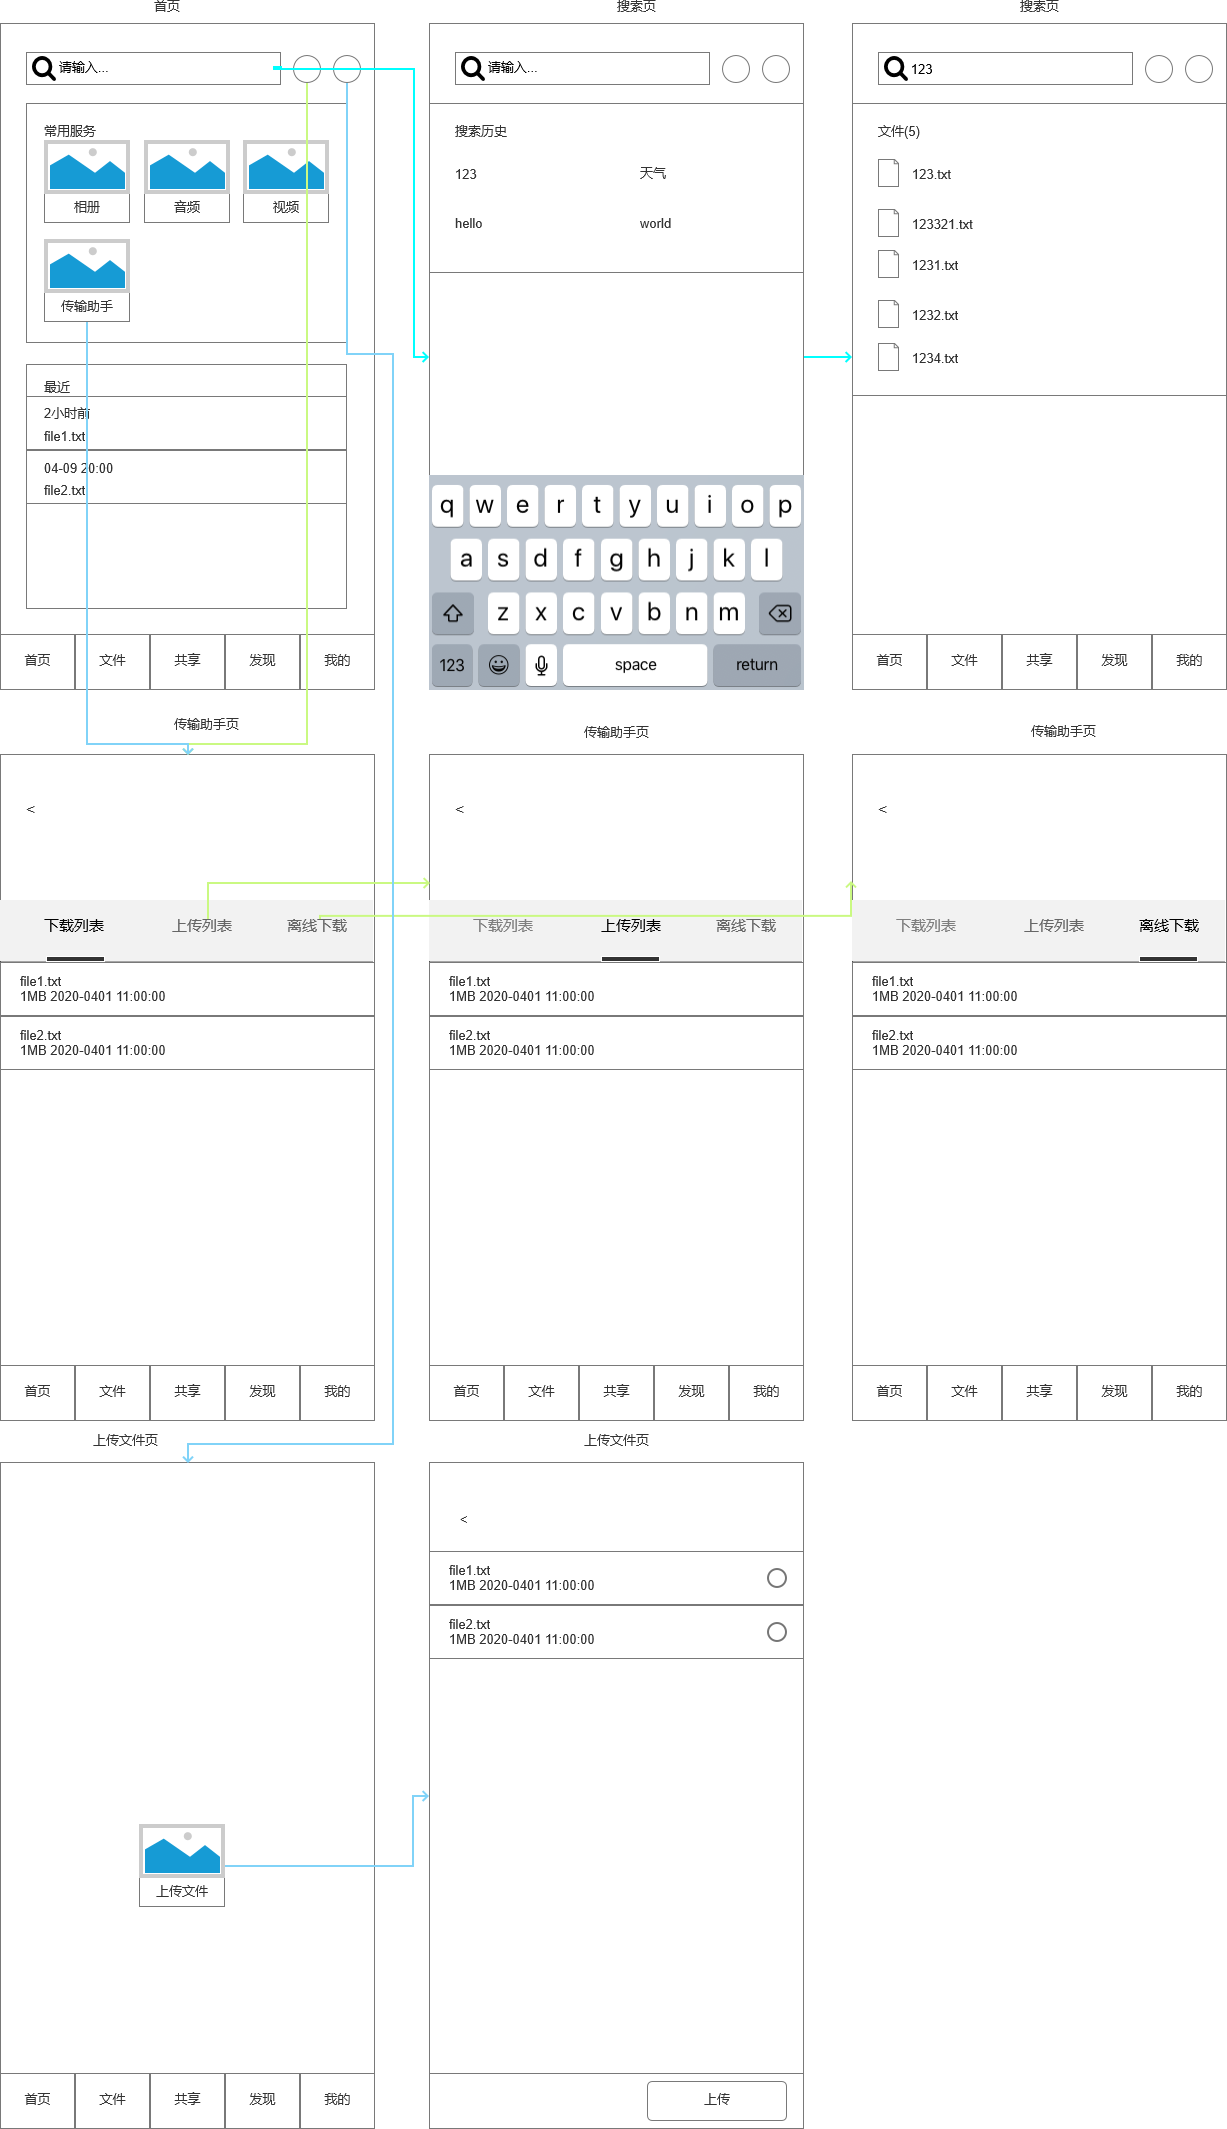 首页
请输入...
常用服务
相册
音频
视频
传输助手
最近
2小时前
file1.txt
04-09 20:00
file2.txt
首页
文件
共享
发现
我的
搜索页
请输入...
搜索历史
123
天气
hello
world
q w e r t y u i o p
a s d f g h j k l
z x c v b n m
123 space return
搜索页
123
文件(5)
123.txt
123321.txt
1231.txt
1232.txt
1234.txt
首页
文件
共享
发现
我的
传输助手页
<
下载列表
上传列表
离线下载
file1.txt
1MB 2020-0401 11:00:00
file2.txt
1MB 2020-0401 11:00:00
首页
文件
共享
发现
我的
传输助手页
<
下载列表
上传列表
离线下载
file1.txt
1MB 2020-0401 11:00:00
file2.txt
1MB 2020-0401 11:00:00
首页
文件
共享
发现
我的
传输助手页
<
下载列表
上传列表
离线下载
file1.txt
1MB 2020-0401 11:00:00
file2.txt
1MB 2020-0401 11:00:00
首页
文件
共享
发现
我的
上传文件页
上传文件
首页
文件
共享
发现
我的
上传文件页
<
file1.txt
1MB 2020-0401 11:00:00
file2.txt
1MB 2020-0401 11:00:00
上传